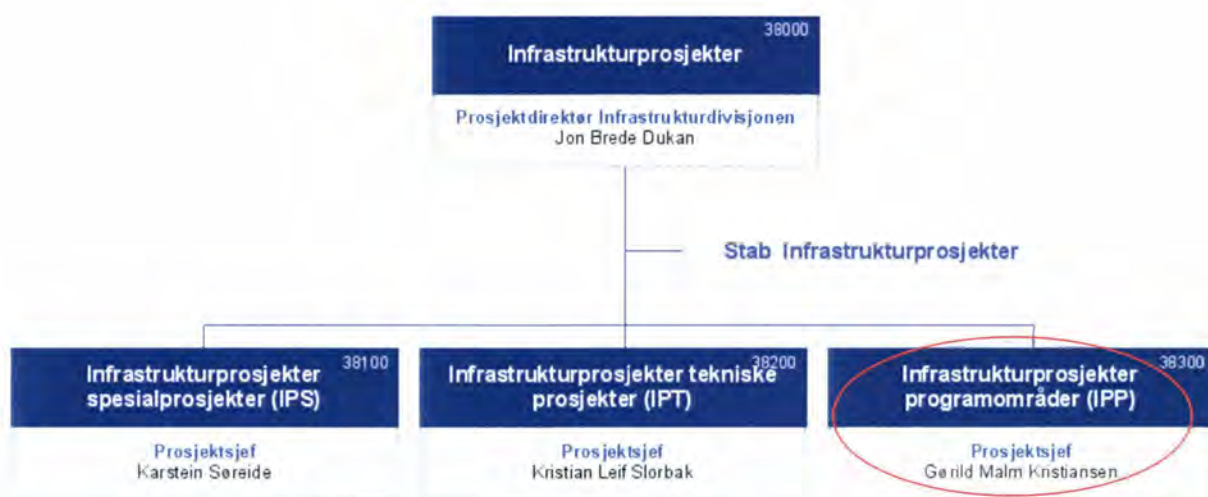 38000
Infrastrukturprosjekter
Prosjektdirektør Infrastrukturdivisjonen
Jon Brede Dukan
Stab Infrastrukturprosjekter
38100
Infrastrukturprosjekter
spesialprosjekter (IPS)
Prosjektsjef
Karstein Søreide
38200
Infrastrukturprosjekter tekniske
prosjekter (IPT)
Prosjektsjef
Kristian Leif Slorbak
38300
Infrastrukturprosjekter
programområder (IPP)
Prosjektsjef
Gørild Malm Kristiansen